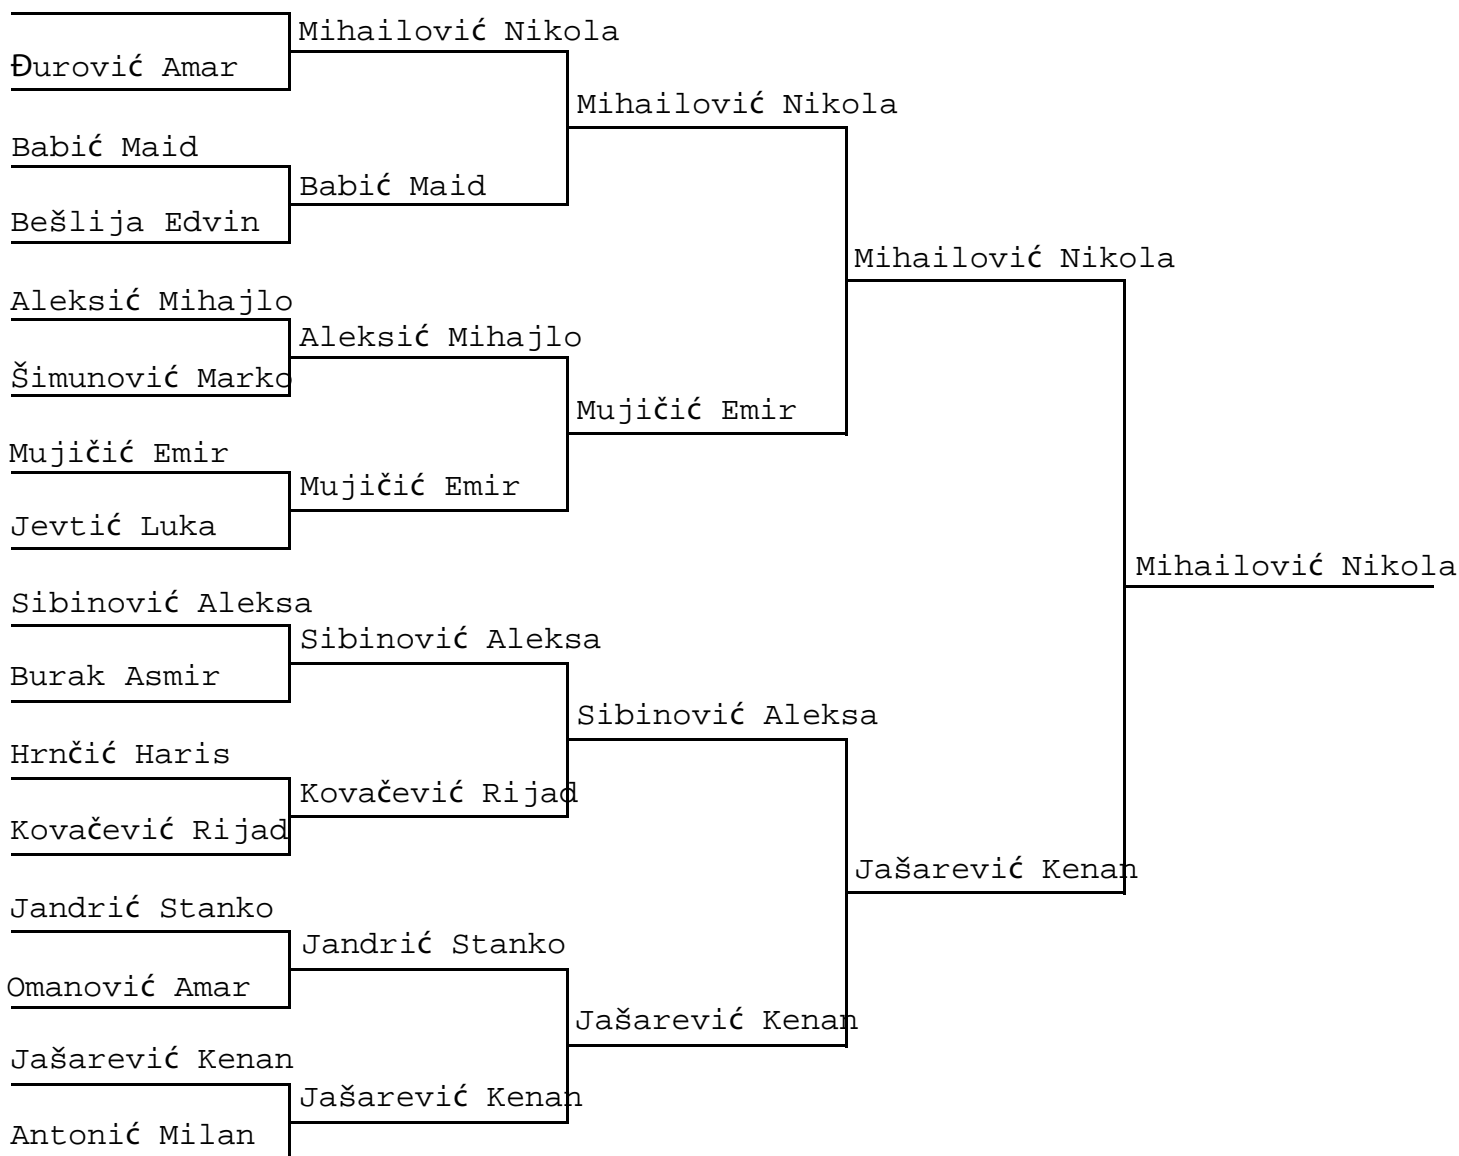 Mihailović Nikola
Đurović Amar
Mihailović Nikola
Babić Maid
Babić Maid
Bešlija Edvin
Mihailović Nikola
Aleksić Mihajlo
Aleksić Mihajlo
Šimunović Marko
Mujičić Emir
Mujičić Emir
Mujičić Emir
Jevtić Luka
Mihailović Nikola
Sibinović Aleksa
Sibinović Aleksa
Burak Asmir
Sibinović Aleksa
Hrnčić Haris
Kovačević Rijad
Kovačević Rijad
Jašarević Kenan
Jandrić Stanko
Jandrić Stanko
Omanović Amar
Jašarević Kenan
Jašarević Kenan
Jašarević Kenan
Antonić Milan